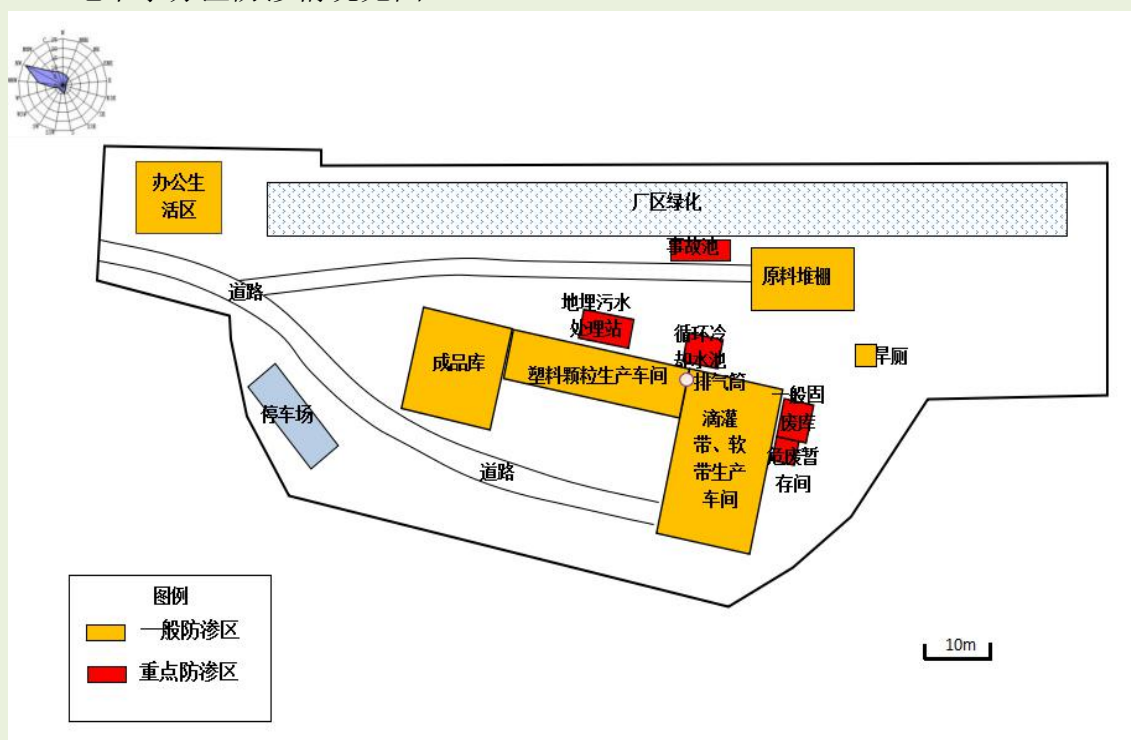 办公生
活区
厂区绿化
事故池
原料堆棚
道路
地埋污水
处理站
循环冷
却水池
旱厕
成品库
塑料颗粒生产车间
排气筒
一般固
废库
停车场
滴灌
带、软
带生产
车间
危废暂
存间
道路
图例
一般防渗区
重点防渗区
10m